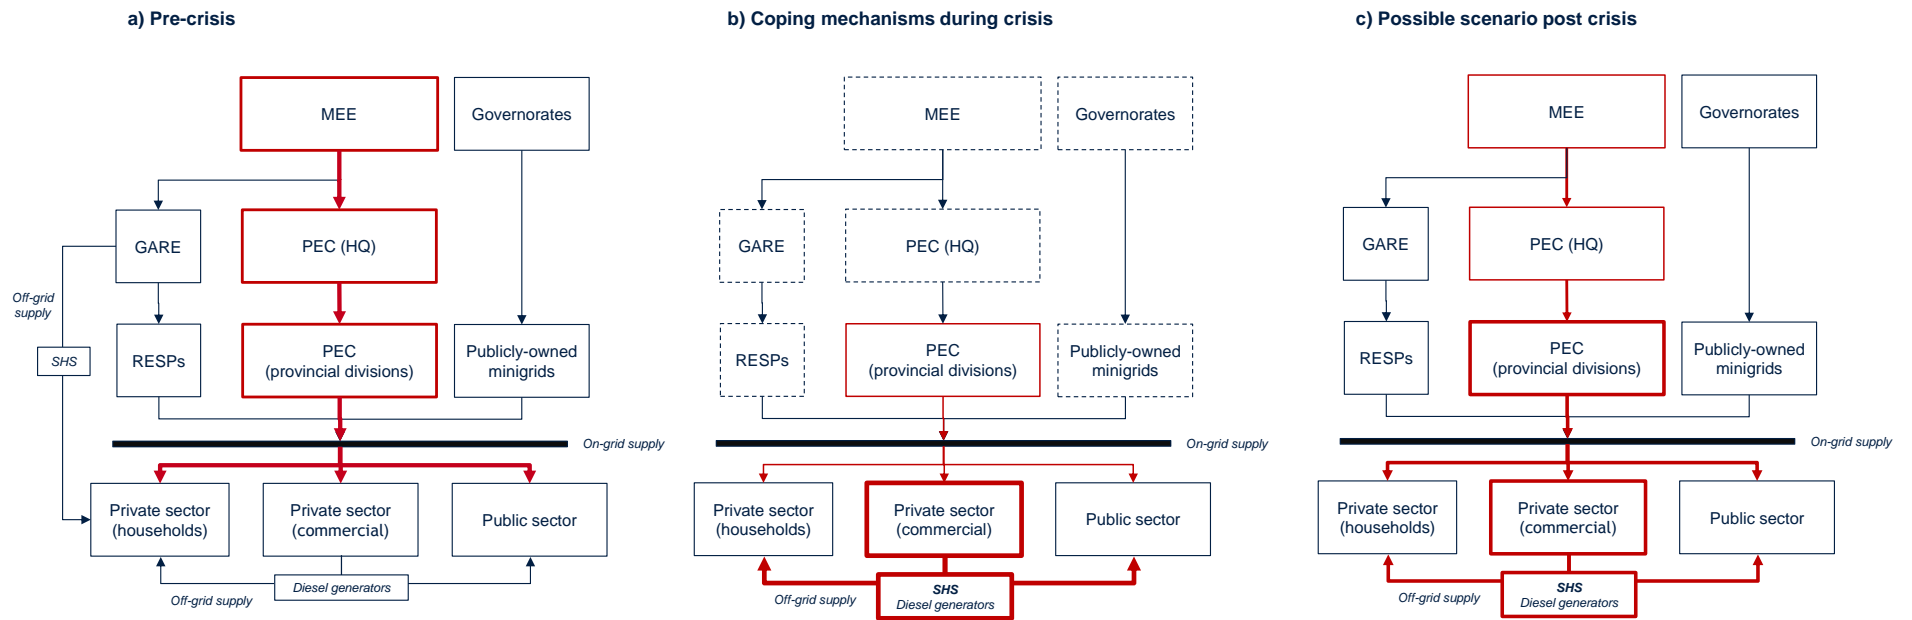 a) Pre-crisis
MEE
Governorates
GARE
PEC (HQ)
Off-grid
supply
SHS
RESPs
PEC
(provincial divisions)
Publicly-owned
minigrids
On-grid supply
Private sector
(households)
Private sector
(commercial)
Public sector
Diesel generators
Off-grid supply
b) Coping mechanisms during crisis
MEE
Governorates
GARE
PEC (HQ)
RESPs
PEC
(provincial divisions)
Publicly-owned
minigrids
On-grid supply
Private sector
(households)
Private sector
(commercial)
Public sector
SHS
Diesel generators
Off-grid supply
c) Possible scenario post crisis
MEE
Governorates
GARE
PEC (HQ)
RESPs
PEC
(provincial divisions)
Publicly-owned
minigrids
On-grid supply
Private sector
(households)
Private sector
(commercial)
Public sector
SHS
Diesel generators
Off-grid supply